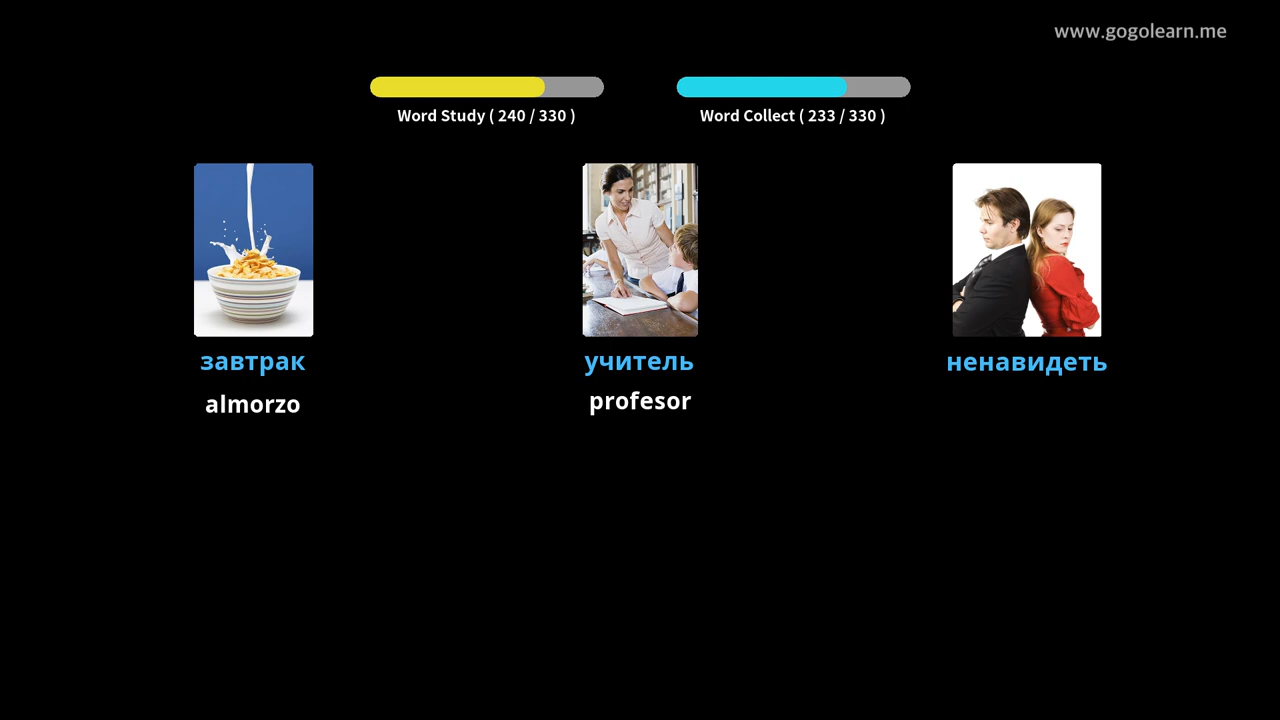 www.gogolearn.me
Word Study ( 240 / 330 )
Word Collect ( 233 / 330 )
завтрак
учитель
ненавидеть
almorzo
profesor